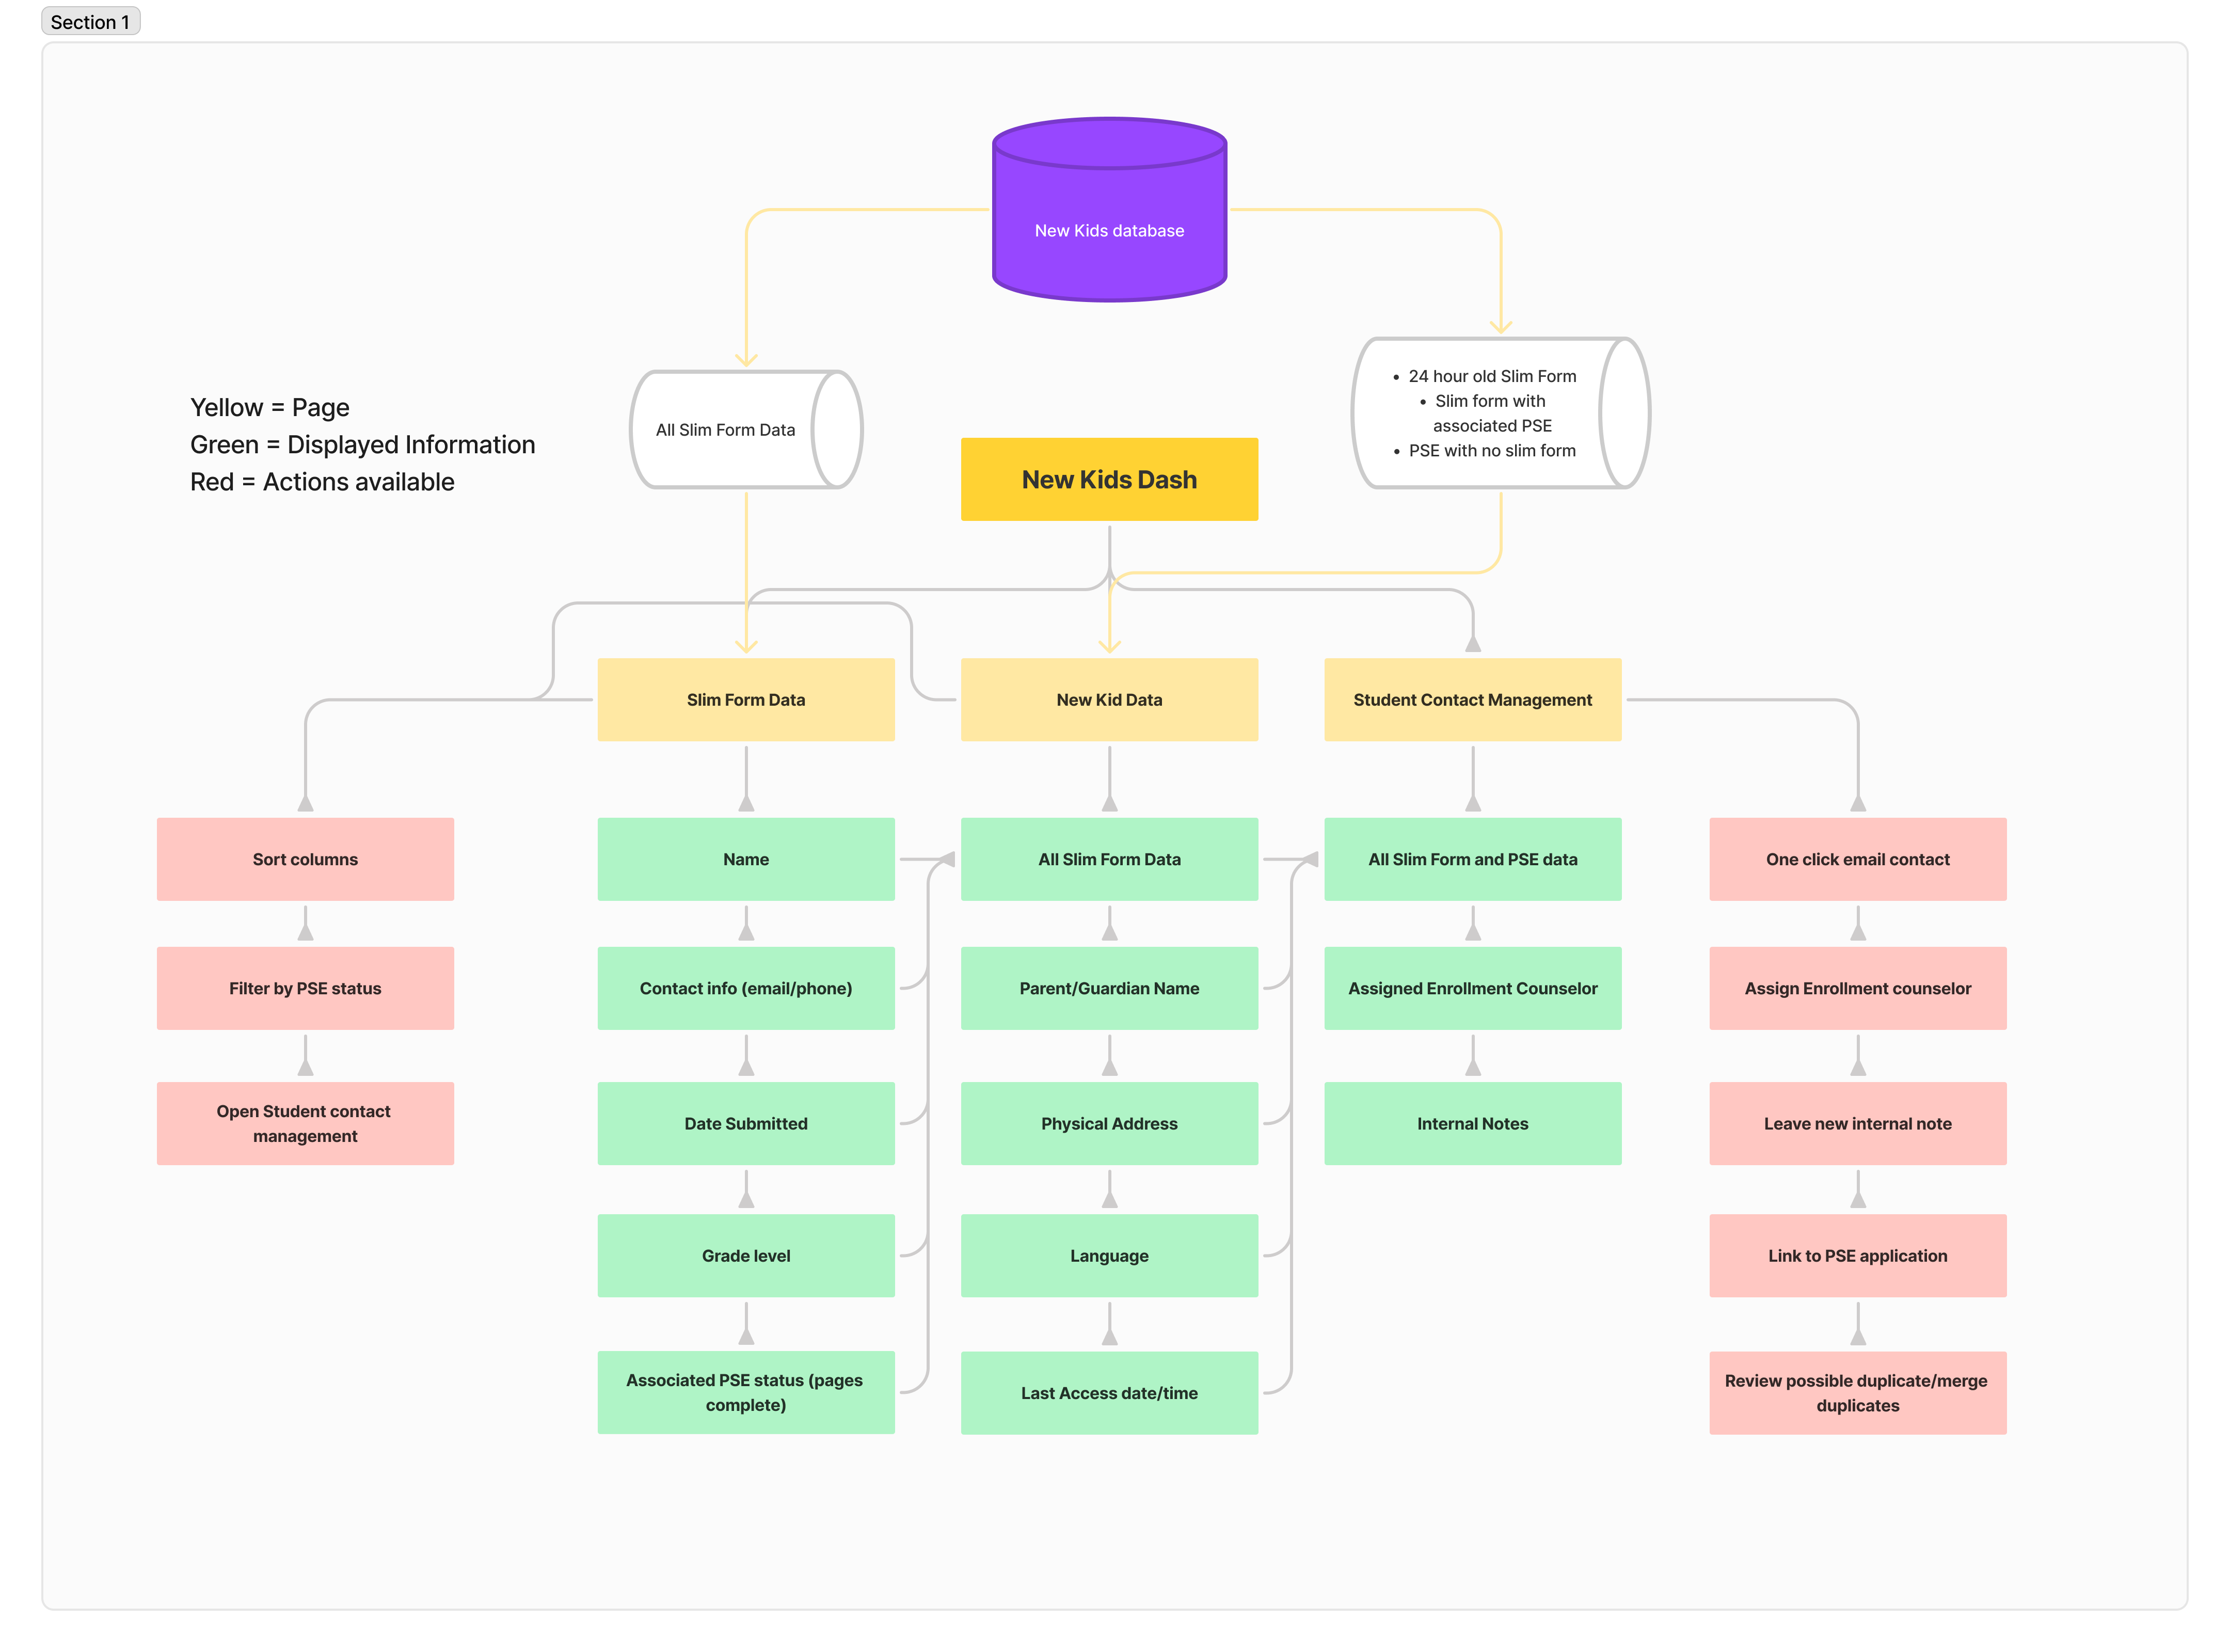 Section 1
New Kids database
Yellow = Page
Green = Displayed Information
Red = Actions available
All Slim Form Data
New Kids Dash
• 24 hour old Slim Form
• Slim form with
associated PSE
• PSE with no slim form
Slim Form Data
New Kid Data
Student Contact Management
Sort columns
Name
All Slim Form Data
All Slim Form and PSE data
One click email contact
Filter by PSE status
Contact info (email/phone)
Parent/Guardian Name
Assigned Enrollment Counselor
Assign Enrollment counselor
Open Student contact
management
Date Submitted
Physical Address
Internal Notes
Leave new internal note
Grade level
Language
Link to PSE application
Associated PSE status (pages
complete)
Last Access date/time
Review possible duplicate/merge
duplicates